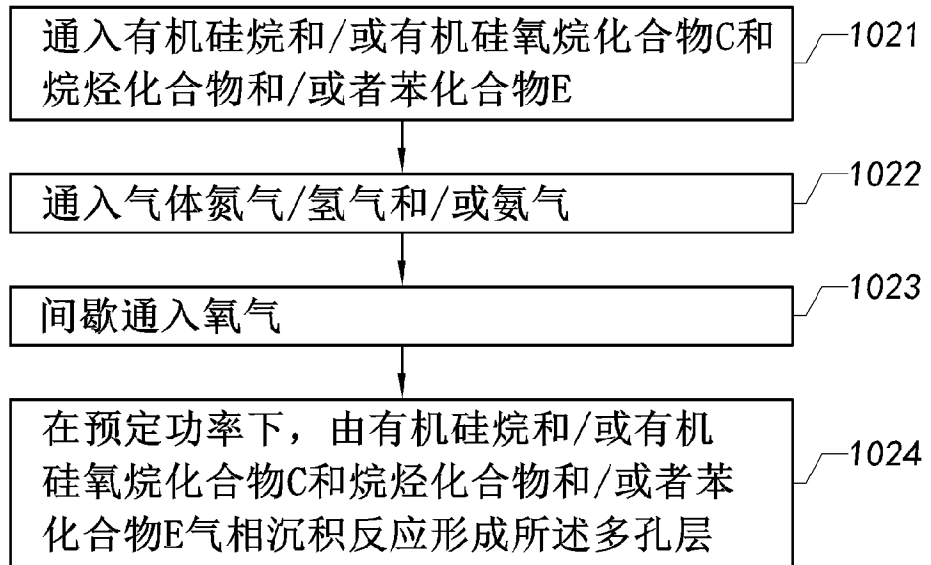 通入有机硅烷和/或有机硅氧烷化合物C和
烷烃化合物和/或者苯化合物E
1021
通入气体氮气/氢气和/或氨气
1022
间歇通入氧气
1023
在预定功率下，由有机硅烷和/或有机
硅氧烷化合物C和烷烃化合物和/或者苯
化合物E气相沉积反应形成所述多孔层
1024